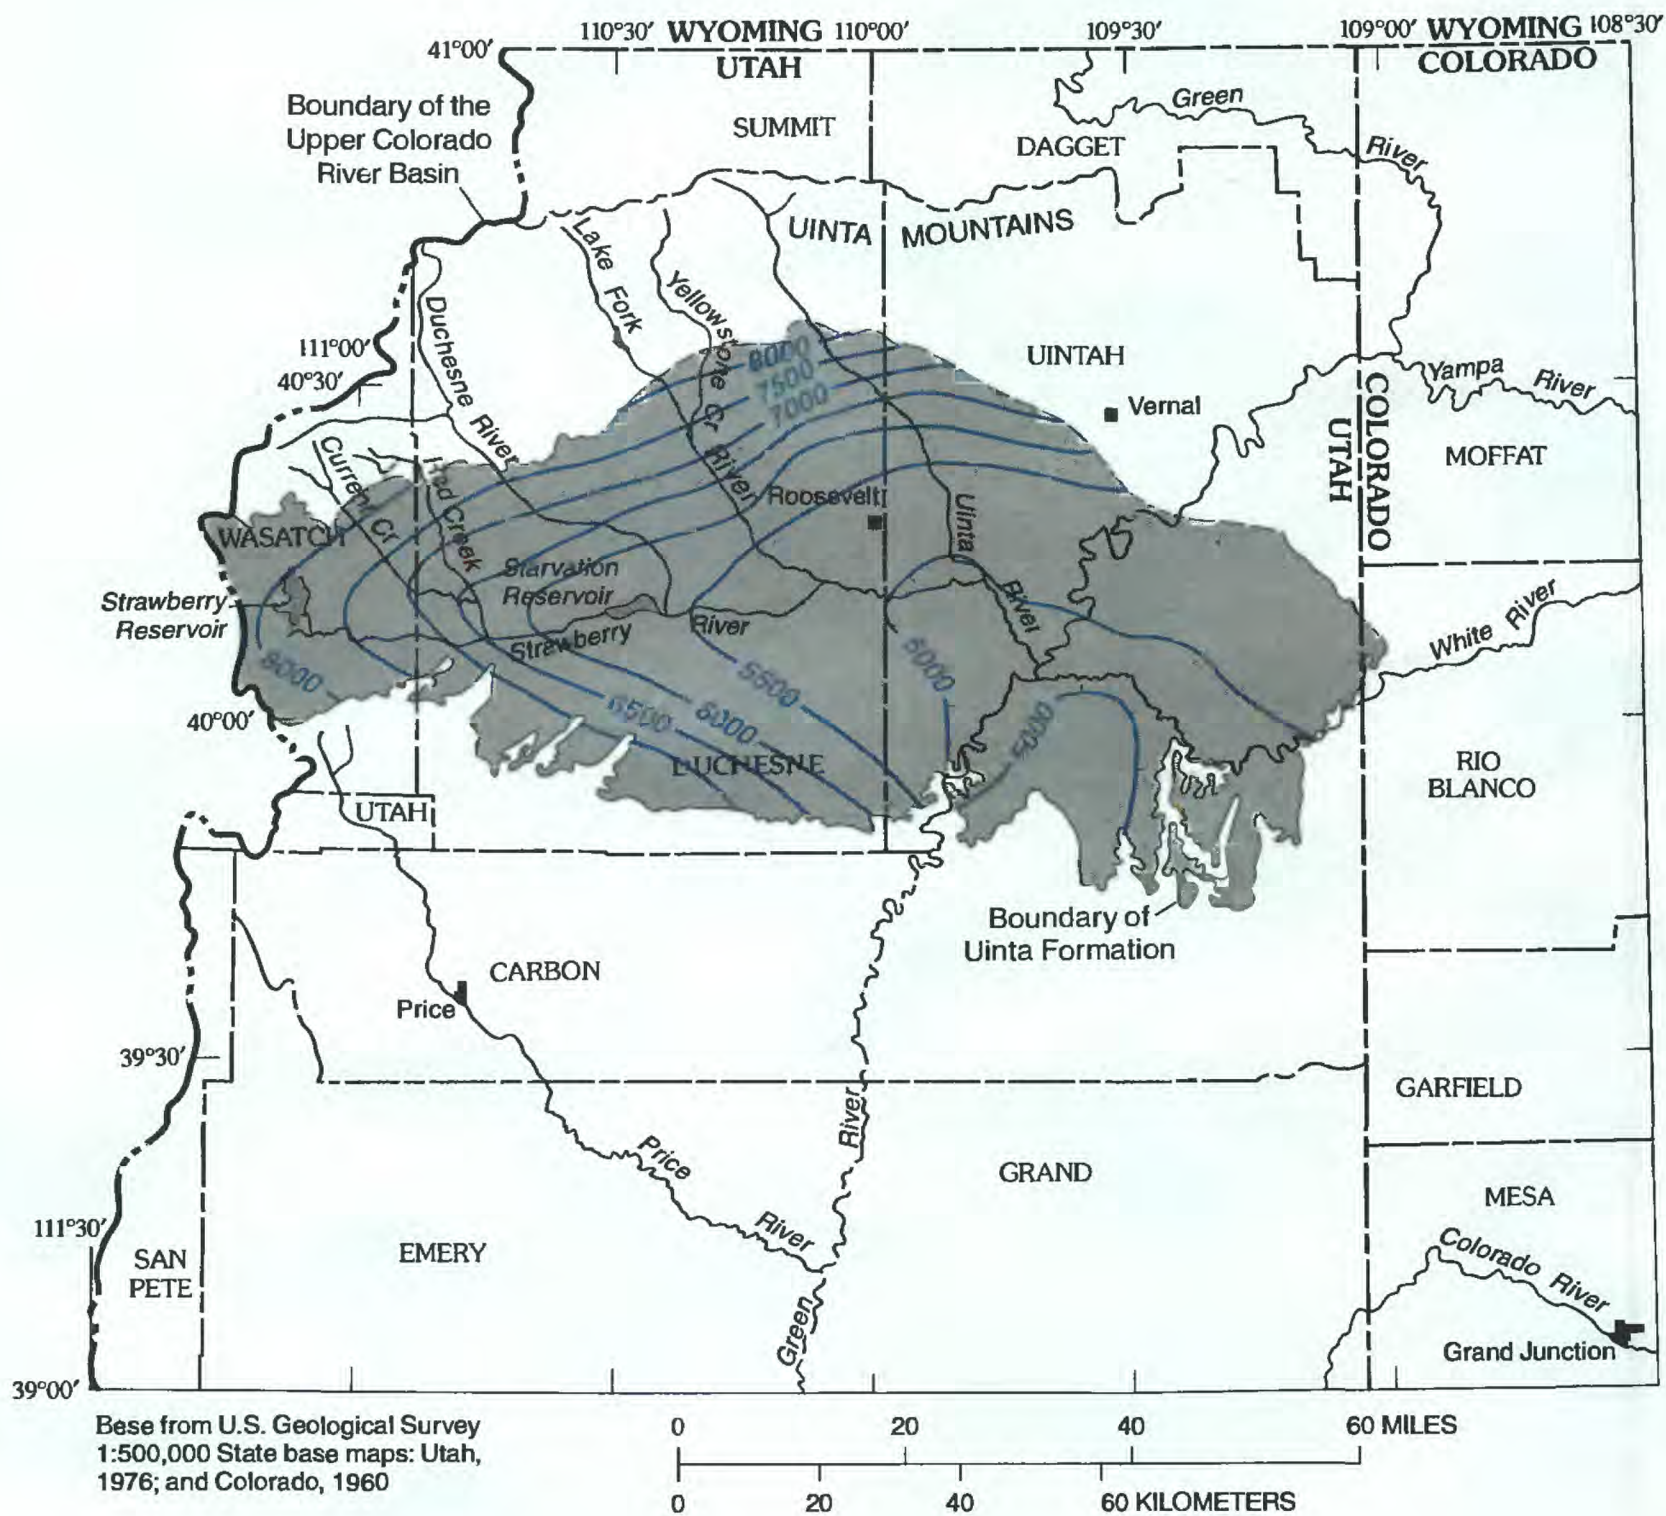 110°30′ WYOMING 110°00′ 109°30′ 109°00′ WYOMING 108°30′
41°00′
UTAH
COLORADO
Boundary of the
Upper Colorado
River Basin
SUMMIT
DAGGET
Green
River
UINTA MOUNTAINS
Lake Fork
Yellowstone Cr
River
Duchesne River
111°00′
40°30′
8000
7500
7000
UINTAH
Vernal
Yampa River
COLORADO
UTAH
MOFFAT
Current Cr
Red Creek
WASATCH
Roosevelt
Uinta
River
Starvation
Reservoir
Strawberry
Reservoir
Strawberry River
White River
8000
5500
5000
6500
6000
5000
40°00′
DUCHESNE
UTAH
RIO
BLANCO
Boundary of
Uinta Formation
CARBON
Price
39°30′
GARFIELD
Price
River
River
Green
GRAND
MESA
111°30′
SAN
PETE
EMERY
Colorado River
Grand Junction
39°00′
Bese from U.S. Geological Survey
1:500,000 State base maps: Utah,
1976; and Colorado, 1960
0 20 40 60 MILES
0 20 40 60 KILOMETERS